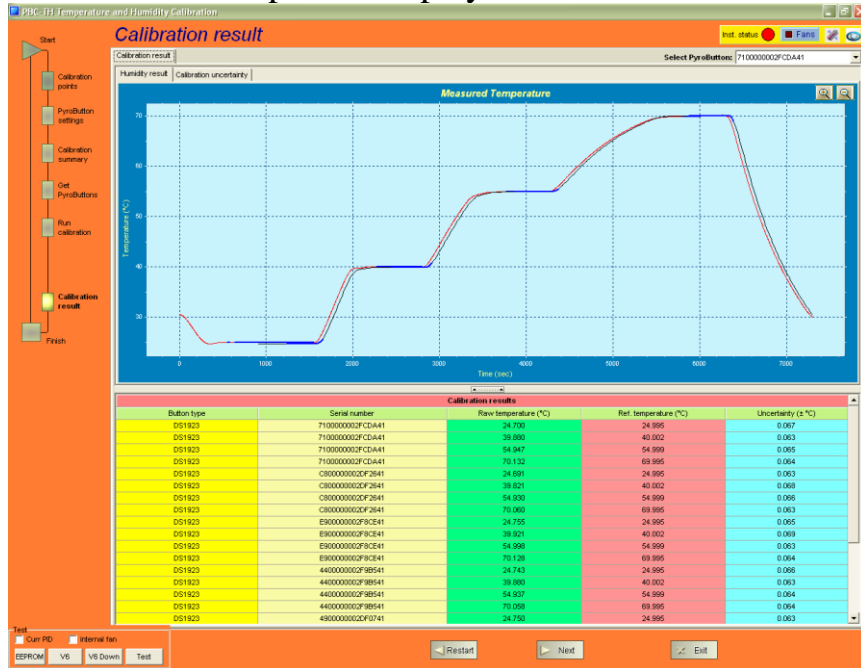 PBC-TH Temperature and Humidity Calibration
Calibration result
Inst. status
Fans
Start
Calibration points
PyroButton settings
Calibration summary
Get PyroButtons
Run calibration
Calibration result
Finish
Calibration result
Select PyroButton: 7100000002FCDA41
Humidity result Calibration uncertainty
Measured Temperature
70
60
50
40
30
Temperature (°C)
0 1000 2000 3000 4000 5000 6000 7000
Time (sec)
Calibration results
Button type Serial number Raw temperature (°C) Ref. temperature (°C) Uncertainty (± °C)
DS1923 7100000002FCDA41 24.700 24.995 0.067
DS1923 7100000002FCDA41 39.880 40.002 0.063
DS1923 7100000002FCDA41 54.947 54.999 0.065
DS1923 7100000002FCDA41 70.132 69.995 0.064
DS1923 C800000002DF2641 24.691 24.995 0.063
DS1923 C800000002DF2641 39.821 40.002 0.068
DS1923 C800000002DF2641 54.930 54.999 0.066
DS1923 C800000002DF2641 70.060 69.995 0.063
DS1923 E900000002F8CE41 24.755 24.995 0.065
DS1923 E900000002F8CE41 39.921 40.002 0.069
DS1923 E900000002F8CE41 54.998 54.999 0.063
DS1923 E900000002F8CE41 70.128 69.995 0.064
DS1923 4400000002F9B541 24.743 24.995 0.066
DS1923 4400000002F9B541 39.880 40.002 0.063
DS1923 4400000002F9B541 54.937 54.999 0.064
DS1923 4400000002F9B541 70.058 69.995 0.064
DS1923 4900000002DF0741 24.750 24.995 0.063
Test
Curr PID internal fan
EEPROM V6 V6 Down Test
Restart Next Exit